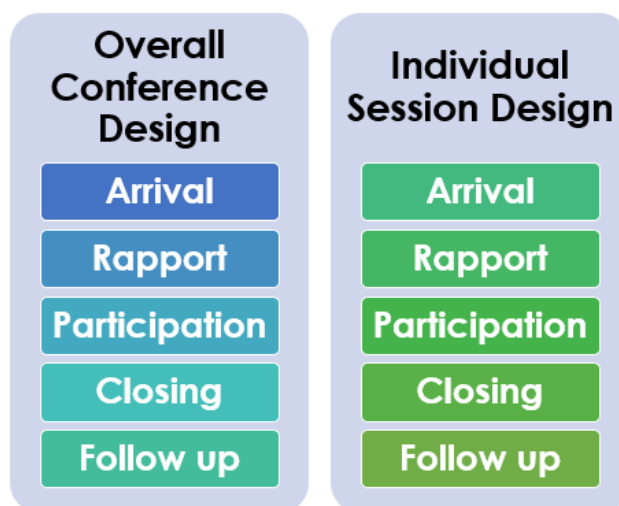 Overall
Conference
Design
Arrival
Rapport
Participation
Closing
Follow up
Individual
Session Design
Arrival
Rapport
Participation
Closing
Follow up